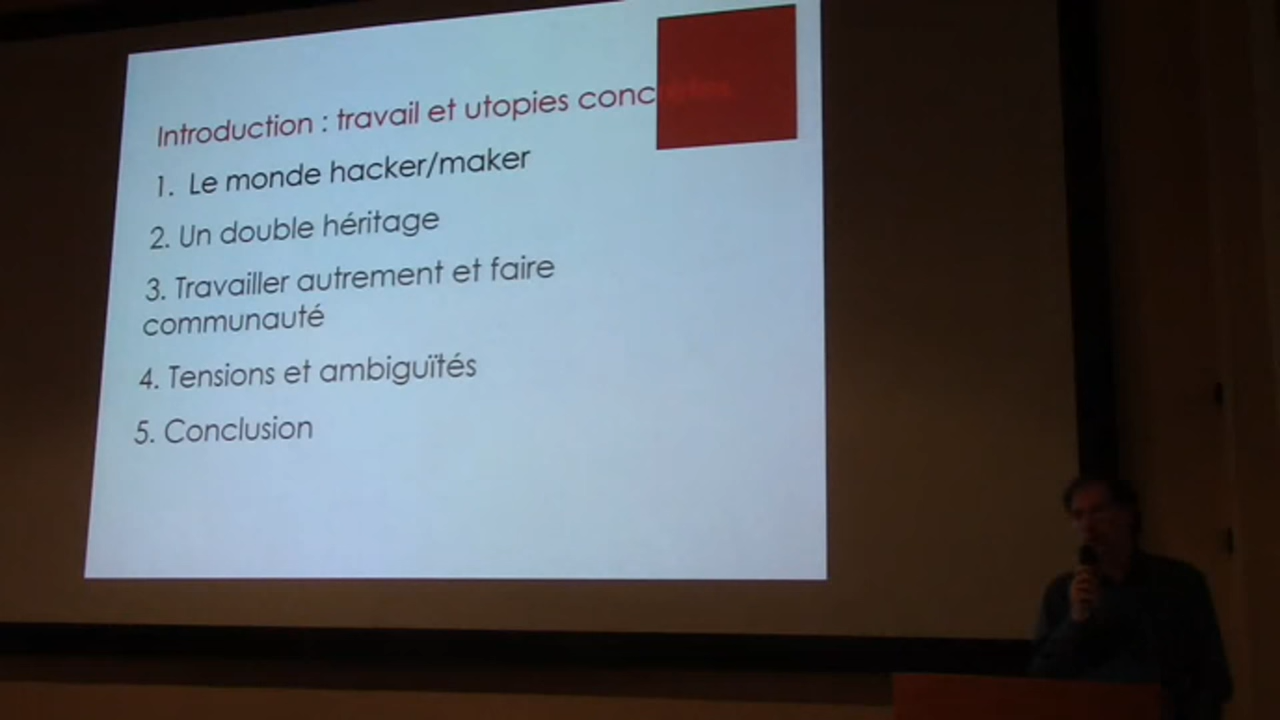 Introduction : travail et utopies concrètes
1. Le monde hacker/maker
2. Un double héritage
3. Travailler autrement et faire
communauté
4. Tensions et ambiguïtés
5. Conclusion